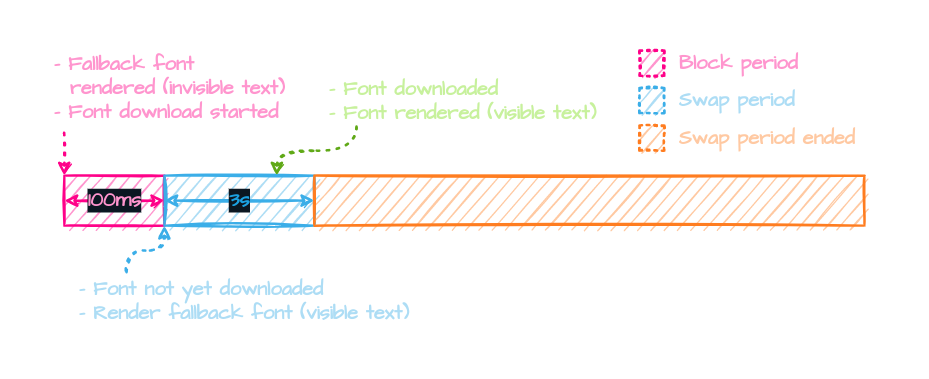 - Fallback font
rendered (invisible text)
- Font download started
- Font downloaded
- Font rendered (visible text)
Block period
Swap period
Swap period ended
100ms
3s
- Font not yet downloaded
- Render fallback font (visible text)